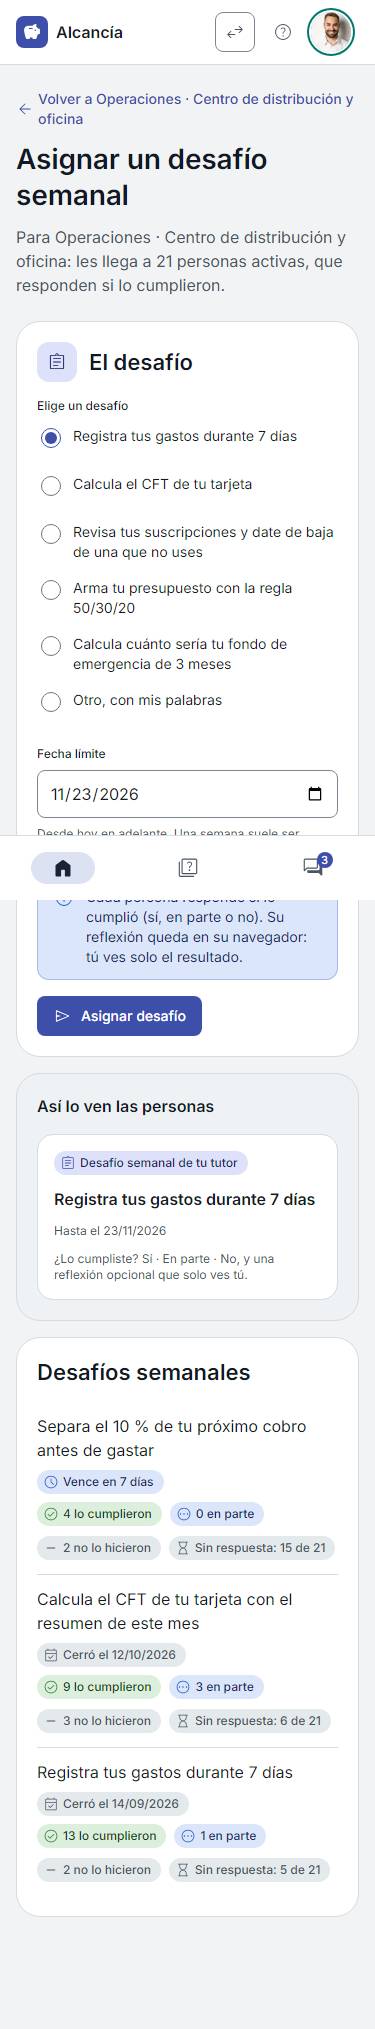 Alcancía
Volver a Operaciones · Centro de distribución y
oficina
Asignar un desafío
semanal
Para Operaciones · Centro de distribución y
oficina: les llega a 21 personas activas, que
responden si lo cumplieron.
El desafío
Elige un desafío
Registra tus gastos durante 7 días
Calcula el CFT de tu tarjeta
Revisa tus suscripciones y date de baja
de una que no uses
Arma tu presupuesto con la regla
50/30/20
Calcula cuánto sería tu fondo de
emergencia de 3 meses
Otro, con mis palabras
Fecha límite
11/23/2026
Desde hoy en adelante. Una semana suele ser
3
cumplió (sí, en parte o no). Su
reflexión queda en su navegador:
tú ves solo el resultado.
Asignar desafío
Así lo ven las personas
Desafío semanal de tu tutor
Registra tus gastos durante 7 días
Hasta el 23/11/2026
¿Lo cumpliste? Sí · En parte · No, y una
reflexión opcional que solo ves tú.
Desafíos semanales
Separa el 10 % de tu próximo cobro
antes de gastar
Vence en 7 días
4 lo cumplieron
0 en parte
2 no lo hicieron
Sin respuesta: 15 de 21
Calcula el CFT de tu tarjeta con el
resumen de este mes
Cerró el 12/10/2026
9 lo cumplieron
3 en parte
3 no lo hicieron
Sin respuesta: 6 de 21
Registra tus gastos durante 7 días
Cerró el 14/09/2026
13 lo cumplieron
1 en parte
2 no lo hicieron
Sin respuesta: 5 de 21